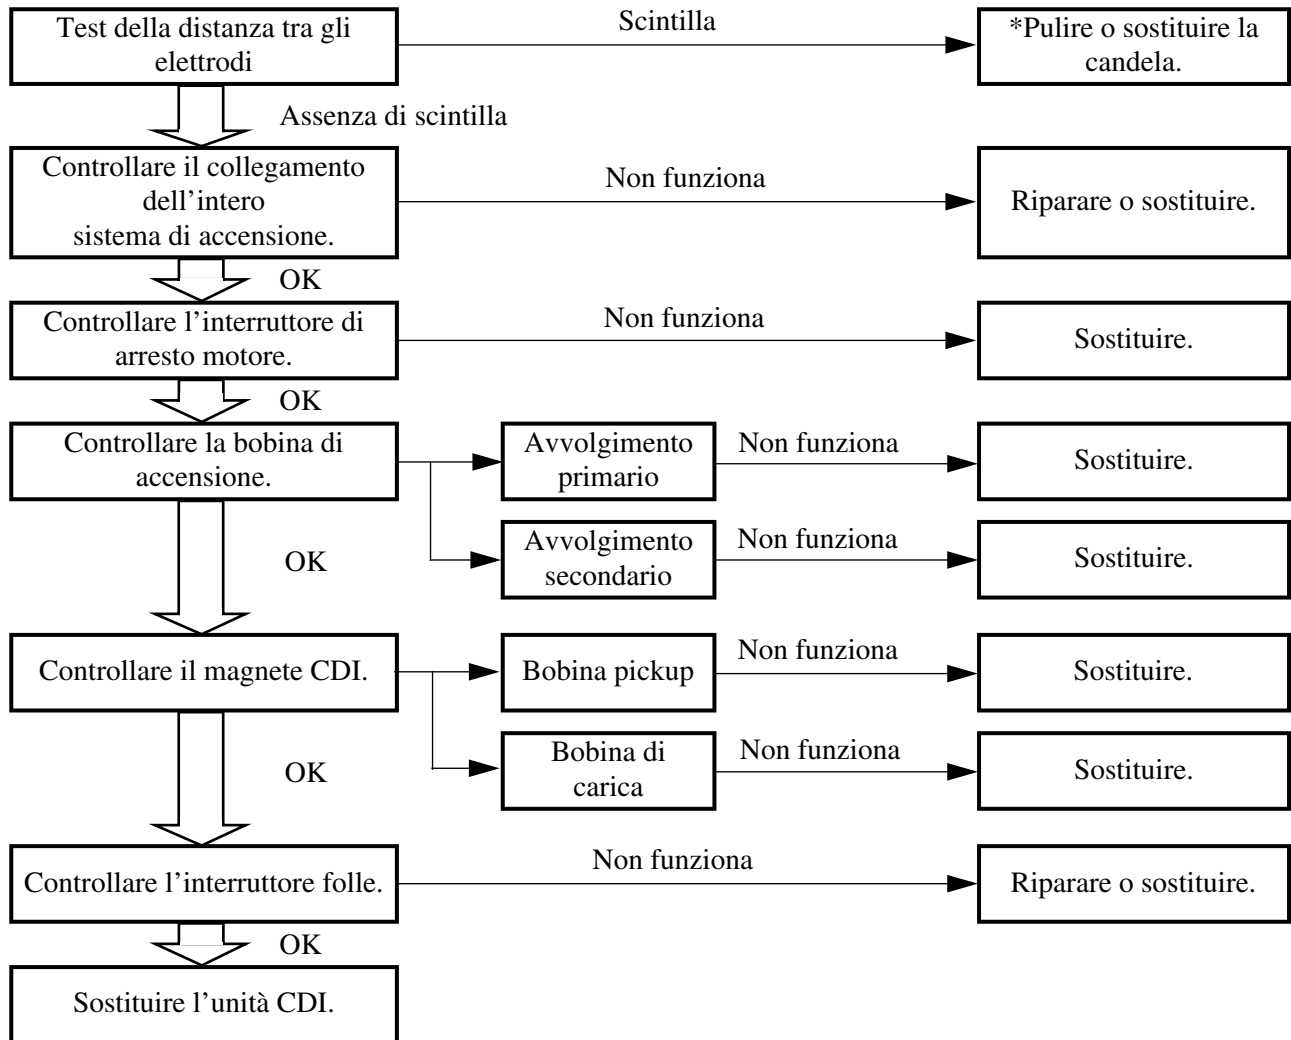 Test della distanza tra gli
elettrodi
Scintilla
*Pulire o sostituire la
candela.
Assenza di scintilla
Controllare il collegamento
dell’intero
sistema di accensione.
Non funziona
Riparare o sostituire.
OK
Controllare l’interruttore di
arresto motore.
Non funziona
Sostituire.
OK
Controllare la bobina di
accensione.
Avvolgimento
primario
Non funziona
Sostituire.
Avvolgimento
secondario
Non funziona
Sostituire.
OK
Controllare il magnete CDI.
Bobina pickup
Non funziona
Sostituire.
Bobina di
carica
Non funziona
Sostituire.
OK
Controllare l’interruttore folle.
Non funziona
Riparare o sostituire.
OK
Sostituire l’unità CDI.